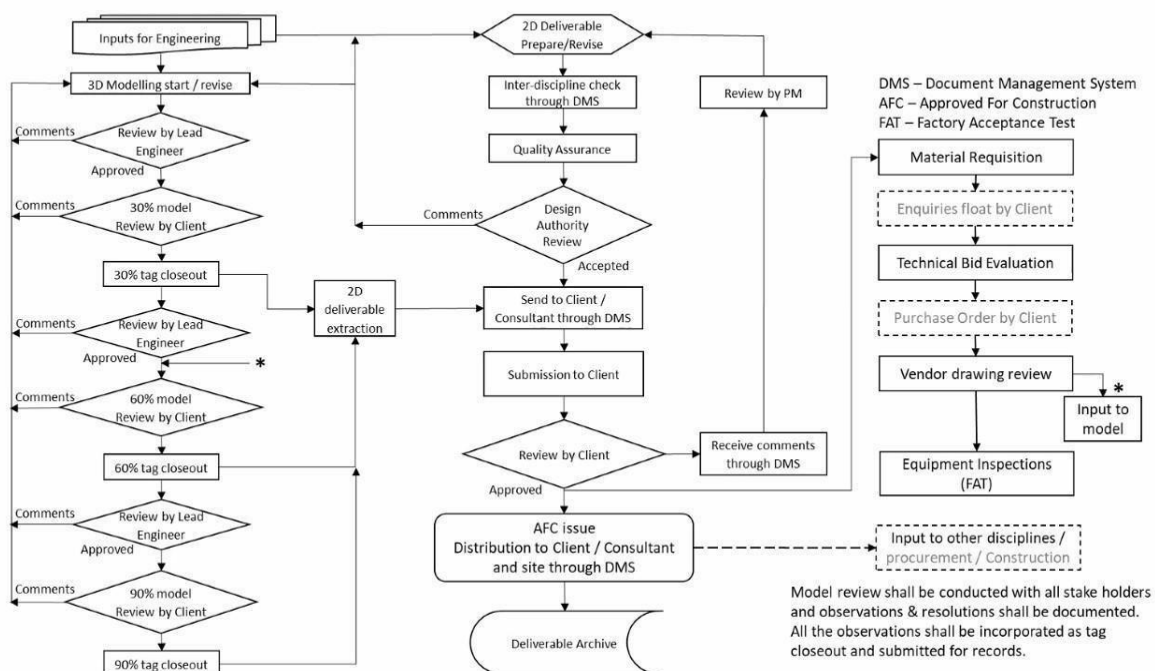 Inputs for Engineering
3D Modelling start / revise
Comments
Review by Lead
Engineer
Approved
Comments
30% model
Review by Client
30% tag closeout
Comments
Review by Lead
Engineer
Approved
*
Comments
60% model
Review by Client
60% tag closeout
Comments
Review by Lead
Engineer
Approved
Comments
90% model
Review by Client
90% tag closeout
2D
deliverable
extraction
2D Deliverable
Prepare/Revise
Inter-discipline check
through DMS
Quality Assurance
Comments
Design
Authority
Review
Accepted
Send to Client /
Consultant through DMS
Submission to Client
Review by Client
Approved
AFC issue
Distribution to Client / Consultant
and site through DMS
Deliverable Archive
Review by PM
Receive comments
through DMS
DMS – Document Management System
AFC – Approved For Construction
FAT – Factory Acceptance Test
Material Requisition
Enquiries float by Client
Technical Bid Evaluation
Purchase Order by Client
Vendor drawing review
*
Input to
model
Equipment Inspections
(FAT)
Input to other disciplines /
procurement / Construction
Model review shall be conducted with all stake holders
and observations & resolutions shall be documented.
All the observations shall be incorporated as tag
closeout and submitted for records.